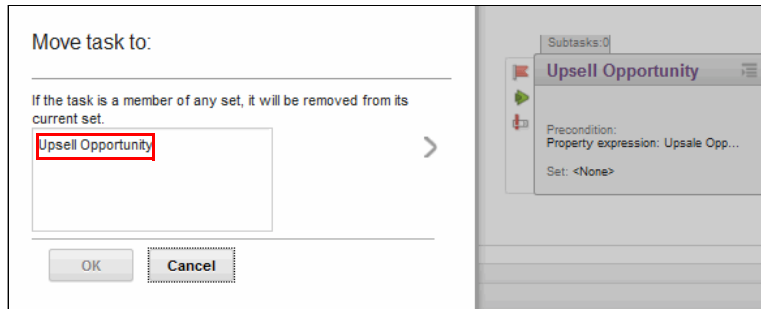 Move task to:
If the task is a member of any set, it will be removed from its
current set.
Upsell Opportunity
OK
Cancel
Subtasks:0
Upsell Opportunity
Precondition:
Property expression: Upsale Opp...
Set: <None>